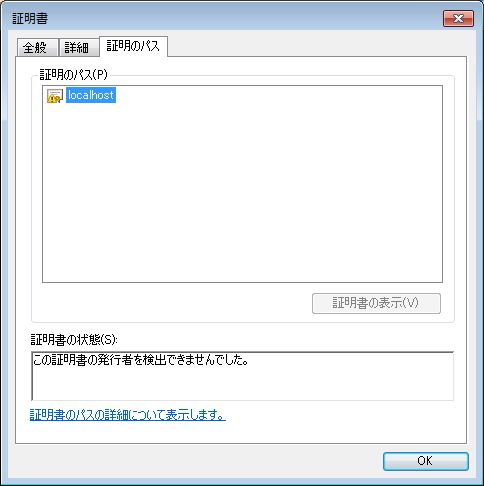 証明書
全般 詳細 証明のパス
証明のパス(P)
localhost
証明書の表示(V)
証明書の状態(S):
この証明書の発行者を検出できませんでした。
証明書のパスの詳細について表示します。
OK